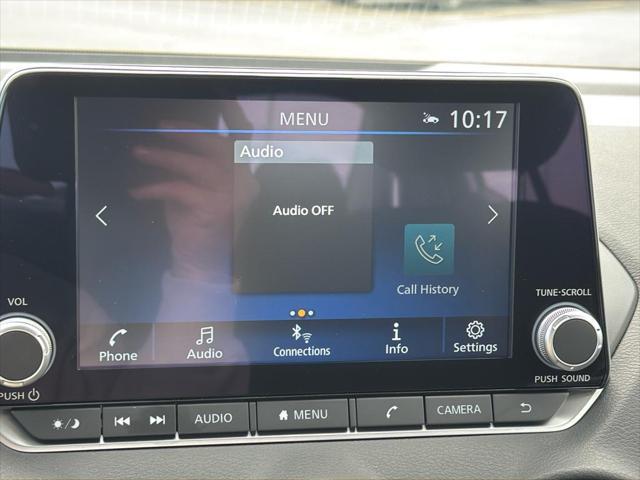 MENU
10:17
Audio
Audio OFF
Call History
Phone
Audio
Connections
Info
Settings
VOL
PUSH
TUNE·SCROLL
PUSH SOUND
AUDIO
MENU
CAMERA